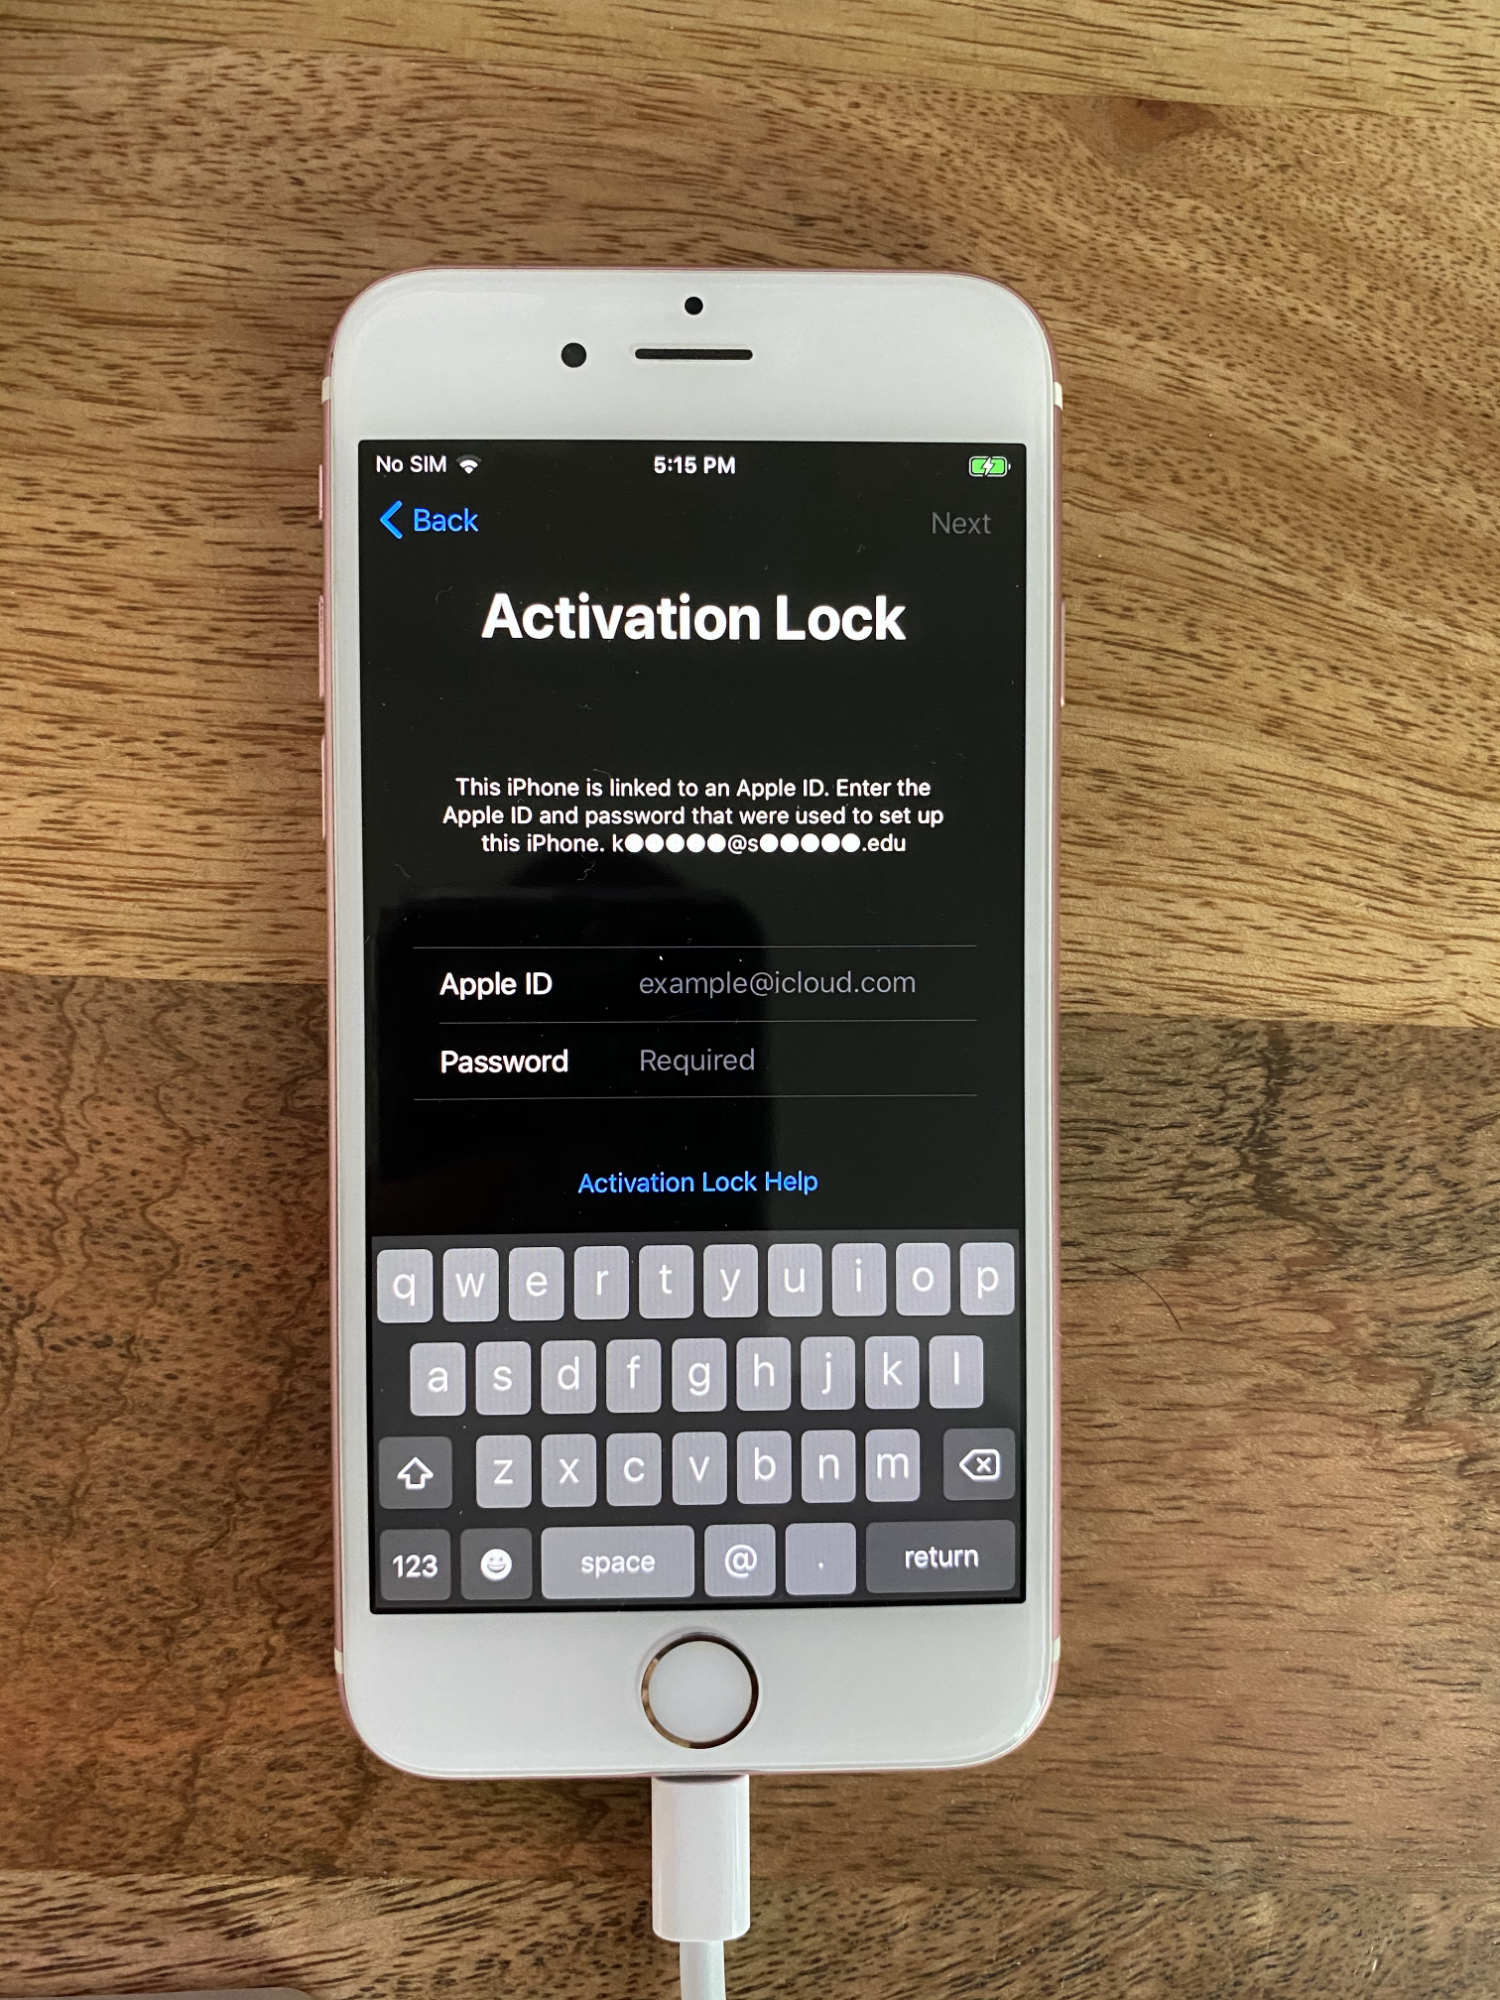 No SIM 5:15 PM
Back Next
Activation Lock
This iPhone is linked to an Apple ID. Enter the
Apple ID and password that were used to set up
this iPhone. k●●●●●@s●●●●●.edu
Apple ID example@icloud.com
Password Required
Activation Lock Help
q w e r t y u i o p
a s d f g h j k l
z x c v b n m
123 space @ . return